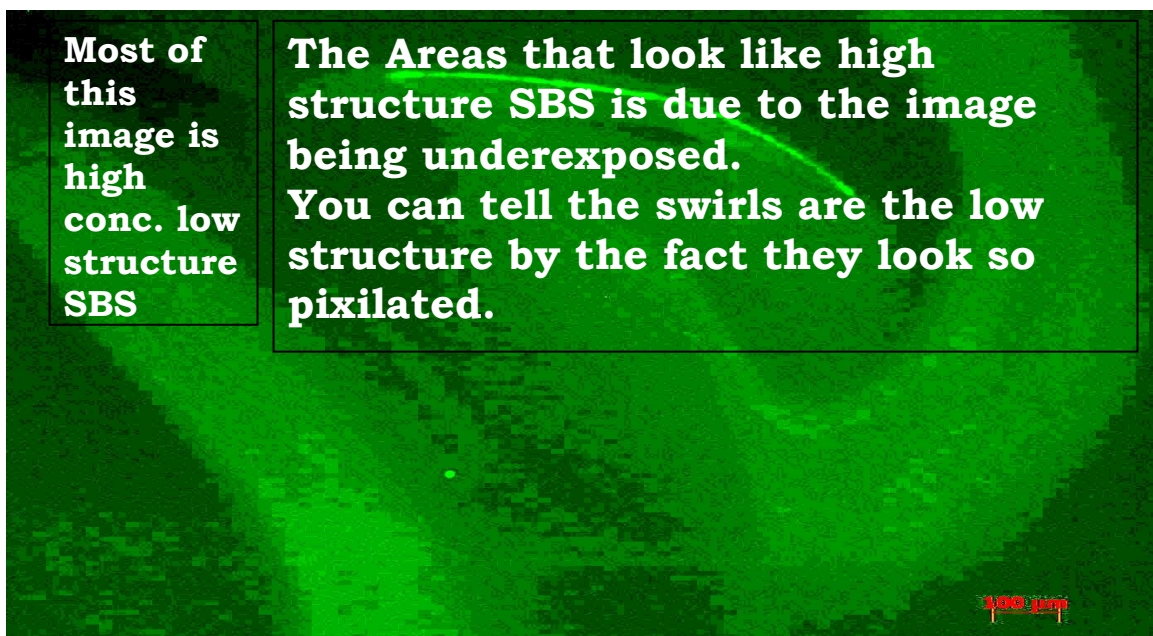 Most of
this
image is
high
conc. low
structure
SBS
The Areas that look like high
structure SBS is due to the image
being underexposed.
You can tell the swirls are the low
structure by the fact they look so
pixilated.
100 µm